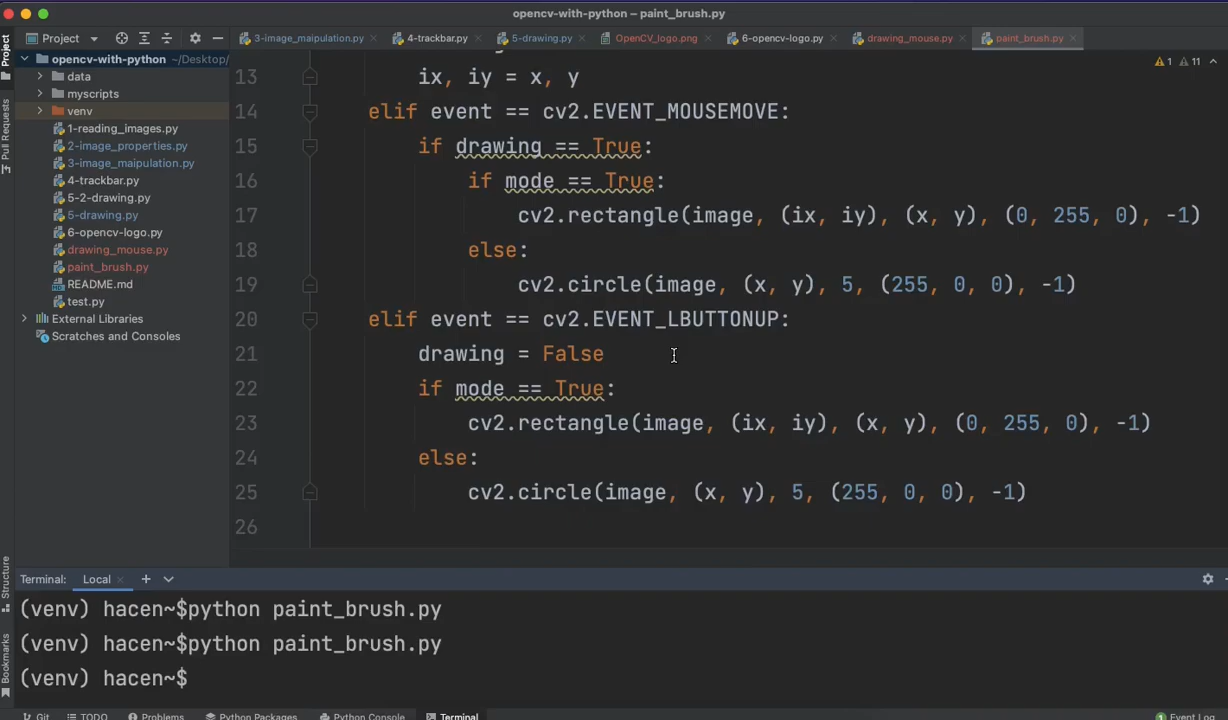 opencv-with-python – paint_brush.py
Project
3-image_maipulation.py
4-trackbar.py
5-drawing.py
OpenCV_logo.png
6-opencv-logo.py
drawing_mouse.py
paint_brush.py
Project
Pull Requests
Structure
Bookmarks
opencv-with-python ~/Desktop/
data
myscripts
venv
1-reading_images.py
2-image_properties.py
3-image_maipulation.py
4-trackbar.py
5-2-drawing.py
5-drawing.py
6-opencv-logo.py
drawing_mouse.py
paint_brush.py
README.md
test.py
External Libraries
Scratches and Consoles
1 11
13 ix, iy = x, y
14 elif event == cv2.EVENT_MOUSEMOVE:
15 if drawing == True:
16 if mode == True:
17 cv2.rectangle(image, (ix, iy), (x, y), (0, 255, 0), -1)
18 else:
19 cv2.circle(image, (x, y), 5, (255, 0, 0), -1)
20 elif event == cv2.EVENT_LBUTTONUP:
21 drawing = False
22 if mode == True:
23 cv2.rectangle(image, (ix, iy), (x, y), (0, 255, 0), -1)
24 else:
25 cv2.circle(image, (x, y), 5, (255, 0, 0), -1)
26
Terminal: Local
(venv) hacen~$python paint_brush.py
(venv) hacen~$python paint_brush.py
(venv) hacen~$
Git TODO Problems Python Packages Python Console Terminal 1 Event Log